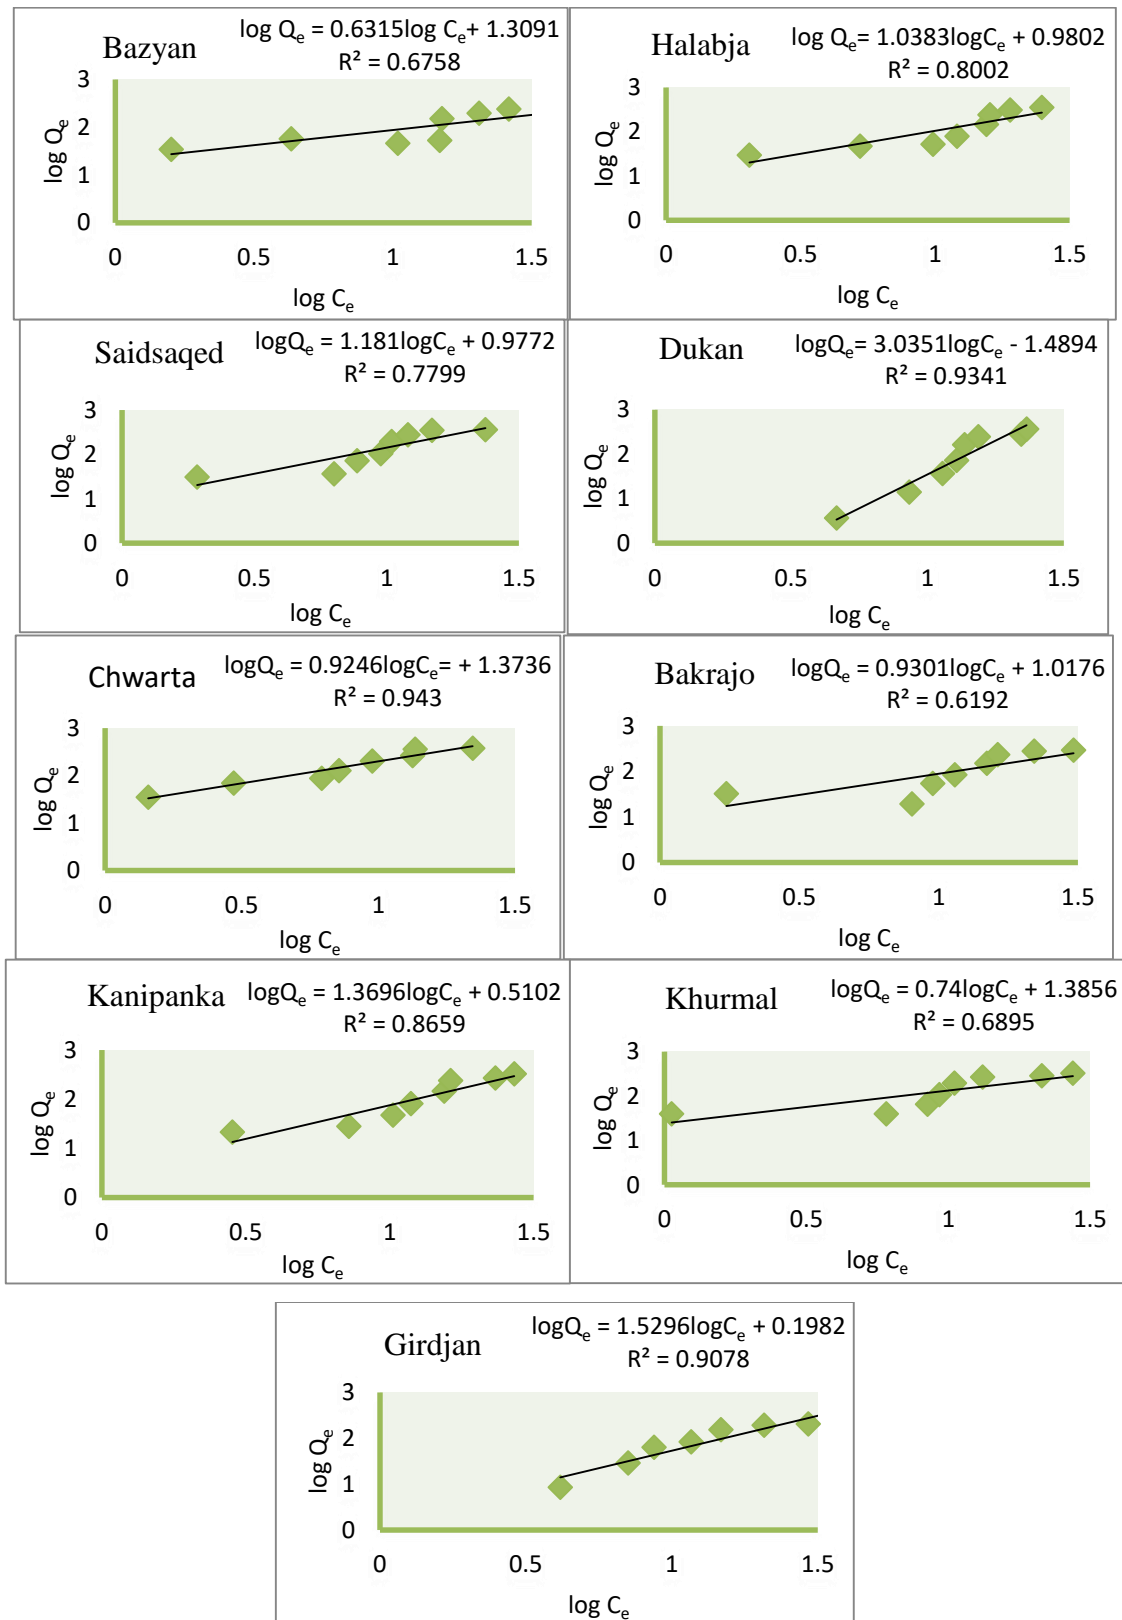 Bazyan
log Qe = 0.6315log Ce+ 1.3091
R² = 0.6758
3
2
1
0
log Qe
0 0.5 1 1.5
log Ce
Halabja
log Qe= 1.0383logCe + 0.9802
R² = 0.8002
3
2
1
0
log Qe
0 0.5 1 1.5
log Ce
Saidsaqed
logQe = 1.181logCe + 0.9772
R² = 0.7799
3
2
1
0
log Qe
0 0.5 1 1.5
log Ce
Dukan
logQe= 3.0351logCe - 1.4894
R² = 0.9341
3
2
1
0
log Qe
0 0.5 1 1.5
log Ce
Chwarta
logQe = 0.9246logCe= + 1.3736
R² = 0.943
3
2
1
0
log Qe
0 0.5 1 1.5
log Ce
Bakrajo
logQe = 0.9301logCe + 1.0176
R² = 0.6192
3
2
1
0
log Qe
0 0.5 1 1.5
log Ce
Kanipanka
logQe = 1.3696logCe + 0.5102
R² = 0.8659
3
2
1
0
log Qe
0 0.5 1 1.5
log Ce
Khurmal
logQe = 0.74logCe + 1.3856
R² = 0.6895
3
2
1
0
log Qe
0 0.5 1 1.5
log Ce
Girdjan
logQe = 1.5296logCe + 0.1982
R² = 0.9078
3
2
1
0
log Qe
0 0.5 1 1.5
log Ce